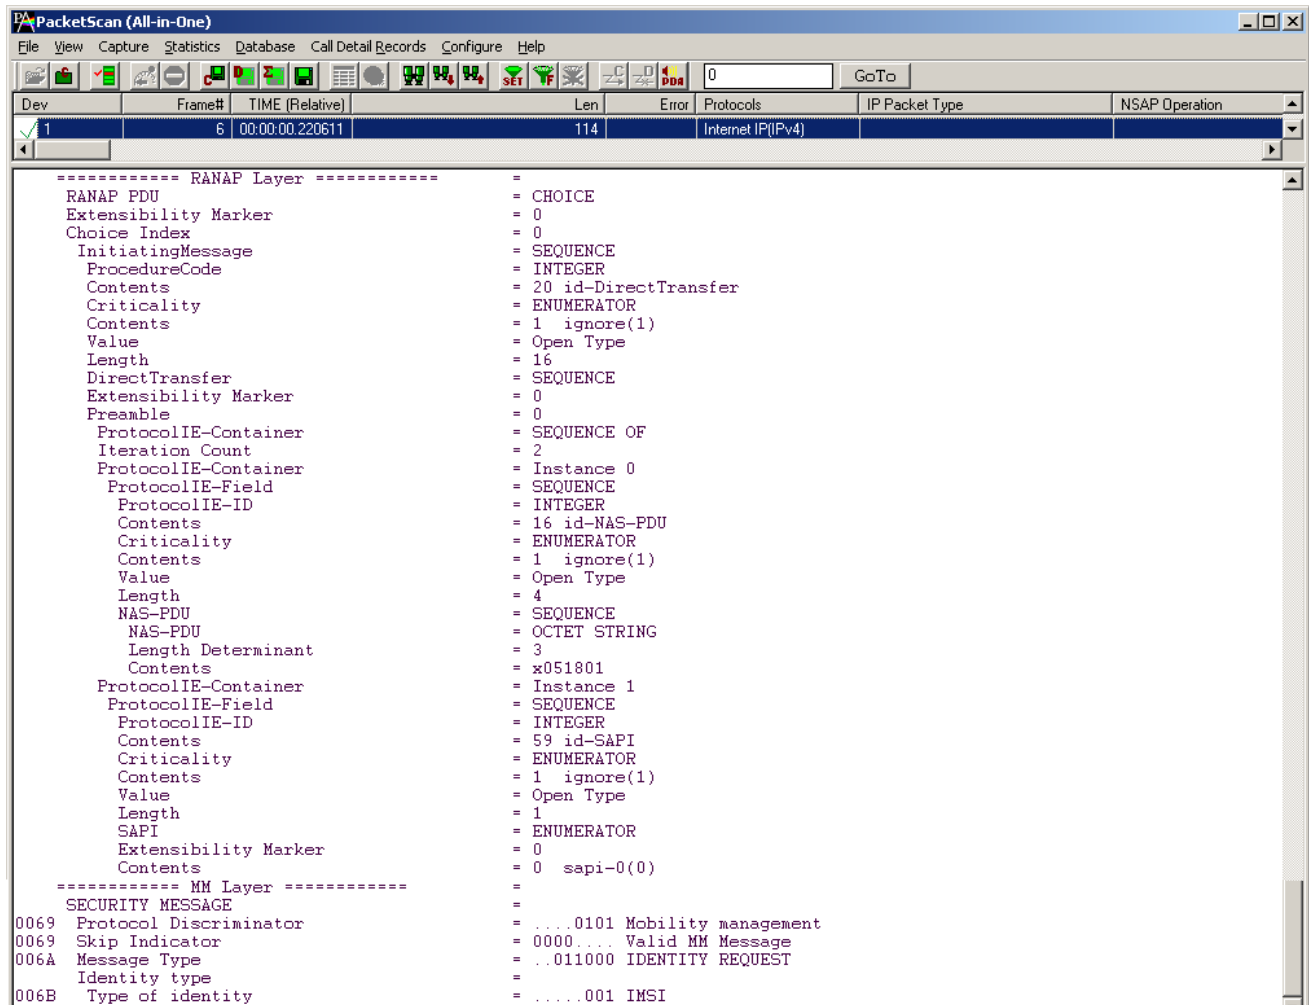 PacketScan (All-in-One)
File View Capture Statistics Database Call Detail Records Configure Help
0 GoTo
Dev Frame# TIME (Relative) Len Error Protocols IP Packet Type NSAP Operation
1 6 00:00:00.220611 114 Internet IP(IPv4)
============ RANAP Layer ============ =
RANAP PDU = CHOICE
Extensibility Marker = 0
Choice Index = 0
InitiatingMessage = SEQUENCE
ProcedureCode = INTEGER
Contents = 20 id-DirectTransfer
Criticality = ENUMERATOR
Contents = 1 ignore(1)
Value = Open Type
Length = 16
DirectTransfer = SEQUENCE
Extensibility Marker = 0
Preamble = 0
ProtocolIE-Container = SEQUENCE OF
Iteration Count = 2
ProtocolIE-Container = Instance 0
ProtocolIE-Field = SEQUENCE
ProtocolIE-ID = INTEGER
Contents = 16 id-NAS-PDU
Criticality = ENUMERATOR
Contents = 1 ignore(1)
Value = Open Type
Length = 4
NAS-PDU = SEQUENCE
NAS-PDU = OCTET STRING
Length Determinant = 3
Contents = x051801
ProtocolIE-Container = Instance 1
ProtocolIE-Field = SEQUENCE
ProtocolIE-ID = INTEGER
Contents = 59 id-SAPI
Criticality = ENUMERATOR
Contents = 1 ignore(1)
Value = Open Type
Length = 1
SAPI = ENUMERATOR
Extensibility Marker = 0
Contents = 0 sapi-0(0)
============ MM Layer ============ =
SECURITY MESSAGE =
0069 Protocol Discriminator = ....0101 Mobility management
0069 Skip Indicator = 0000.... Valid MM Message
006A Message Type = ..011000 IDENTITY REQUEST
Identity type =
006B Type of identity = .....001 IMSI